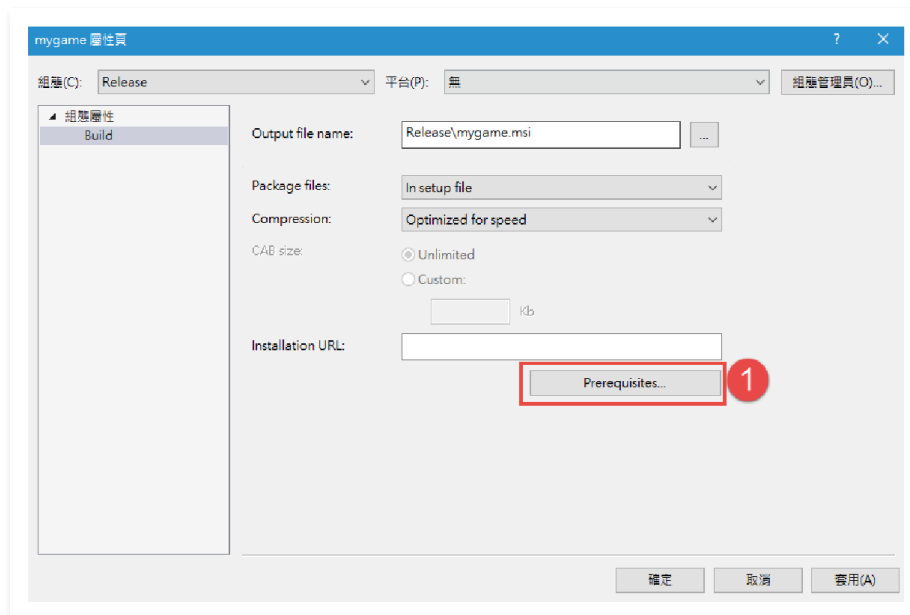 mygame 屬性頁
組態(C): Release 平台(P): 無 組態管理員(O)...
組態屬性
Build
Output file name: Release\mygame.msi ...
Package files: In setup file
Compression: Optimized for speed
CAB size: Unlimited
Custom:
Kb
Installation URL:
Prerequisites... 1
確定 取消 套用(A)